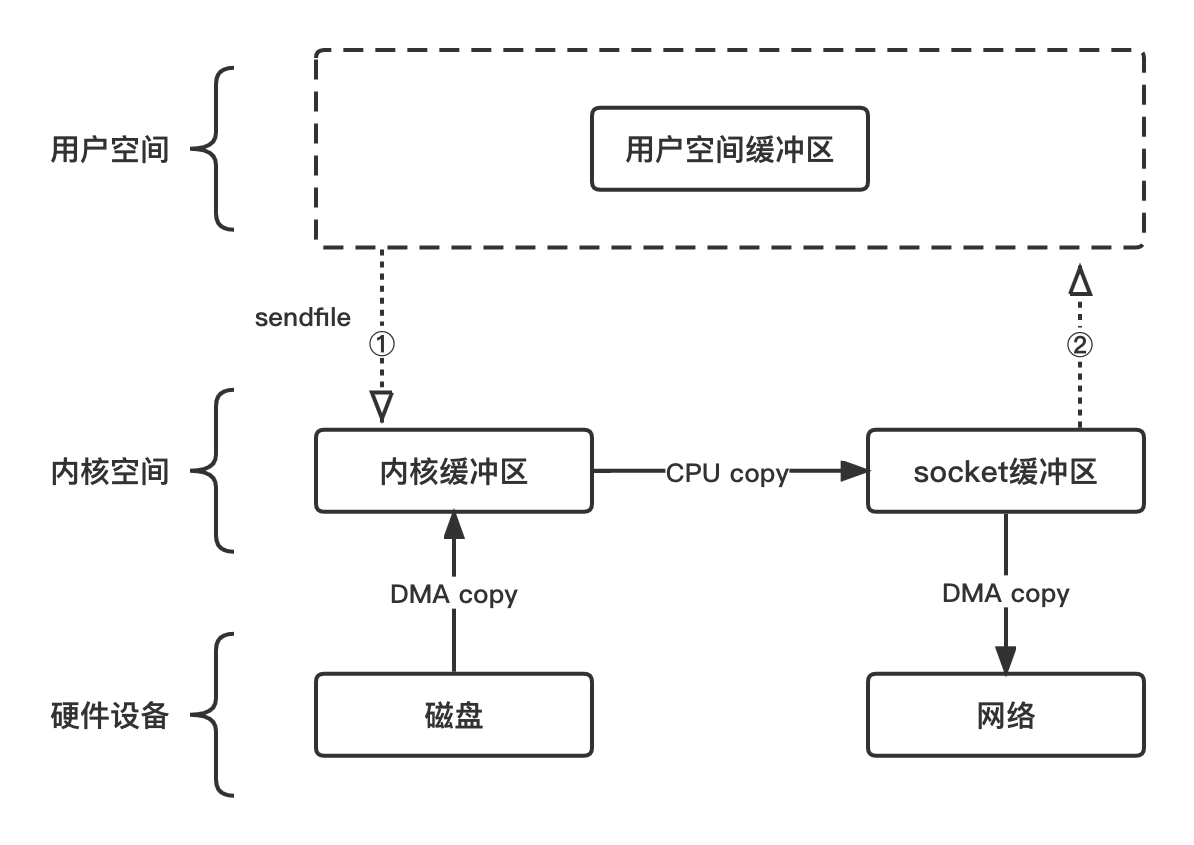 用户空间
用户空间缓冲区
sendfile
①
②
内核空间
内核缓冲区
CPU copy
socket缓冲区
DMA copy
DMA copy
硬件设备
磁盘
网络